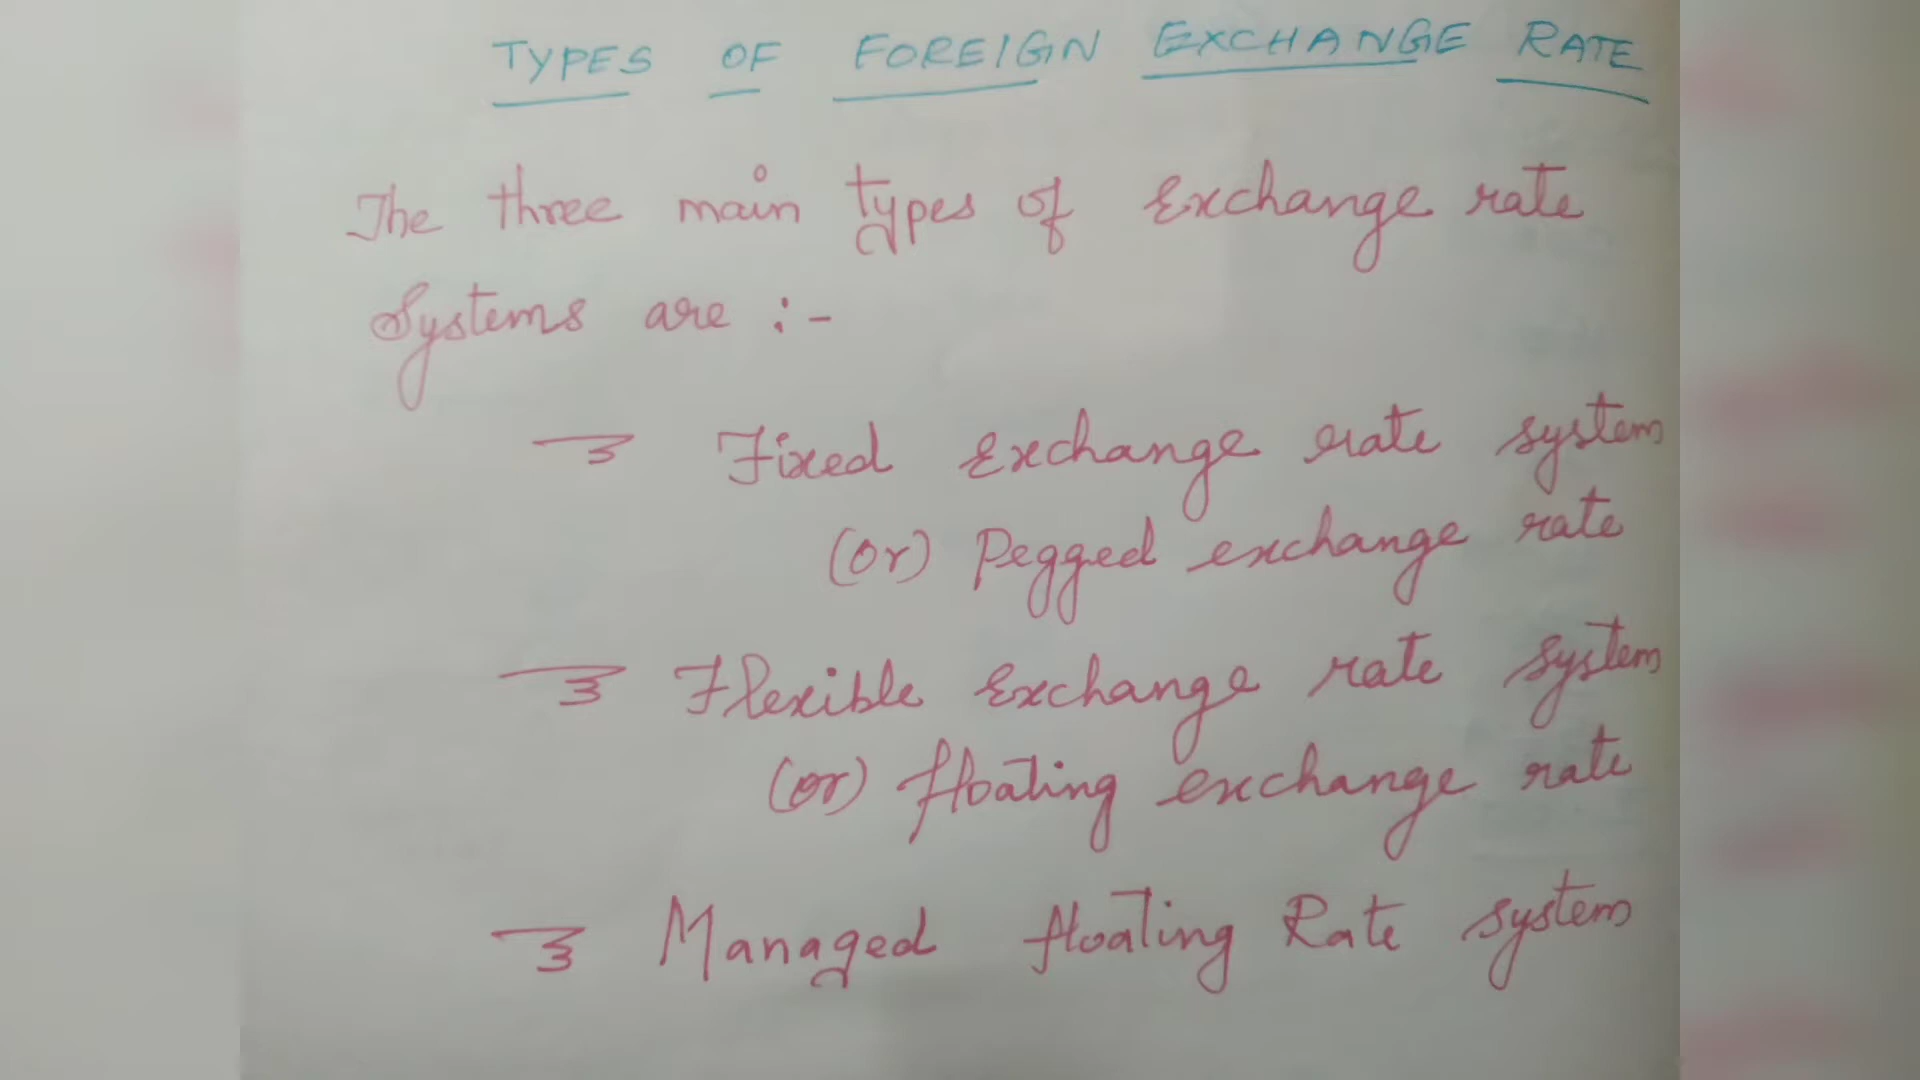 TYPES OF FOREIGN EXCHANGE RATE
The three main types of Exchange rate
Systems are :-
Fixed Exchange rate system
(or) Pegged exchange rate
Flexible Exchange rate system
(or) floating exchange rate
Managed floating Rate system